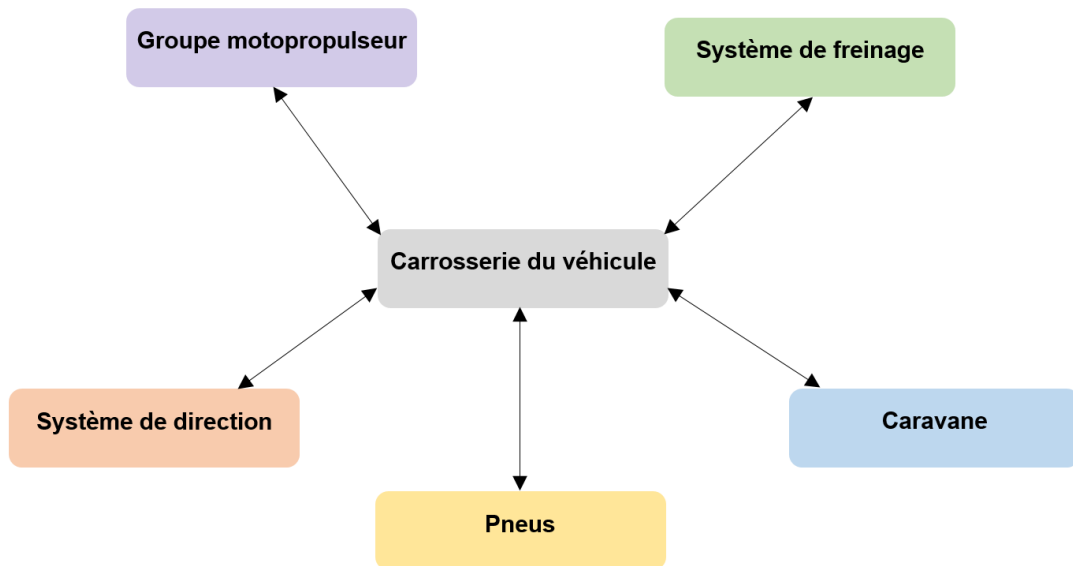 Groupe motopropulseur
Système de freinage
Carrosserie du véhicule
Système de direction
Caravane
Pneus